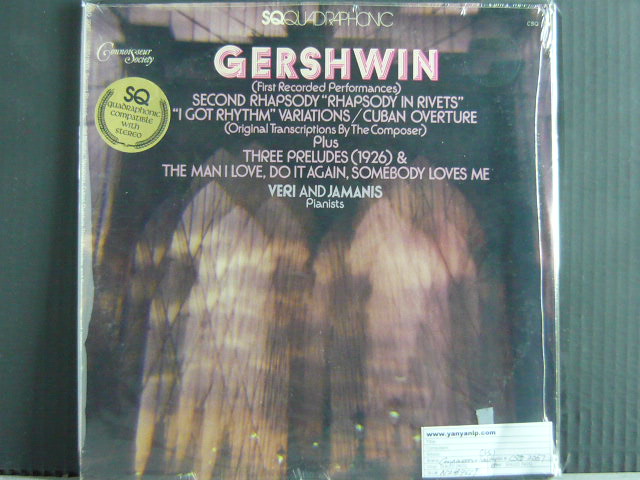 SQ QUADRAPHONIC
CSQ
Connoisseur
Society
GERSHWIN
SQ
QUADRAPHONIC
COMPATIBLE
WITH
STEREO
(First Recorded Performances)
SECOND RHAPSODY "RHAPSODY IN RIVETS"
"I GOT RHYTHM" VARIATIONS / CUBAN OVERTURE
(Original Transcriptions By The Composer)
Plus
THREE PRELUDES (1926) &
THE MAN I LOVE, DO IT AGAIN, SOMEBODY LOVES ME
VERI AND JAMANIS
Pianists
www.yanyanip.com